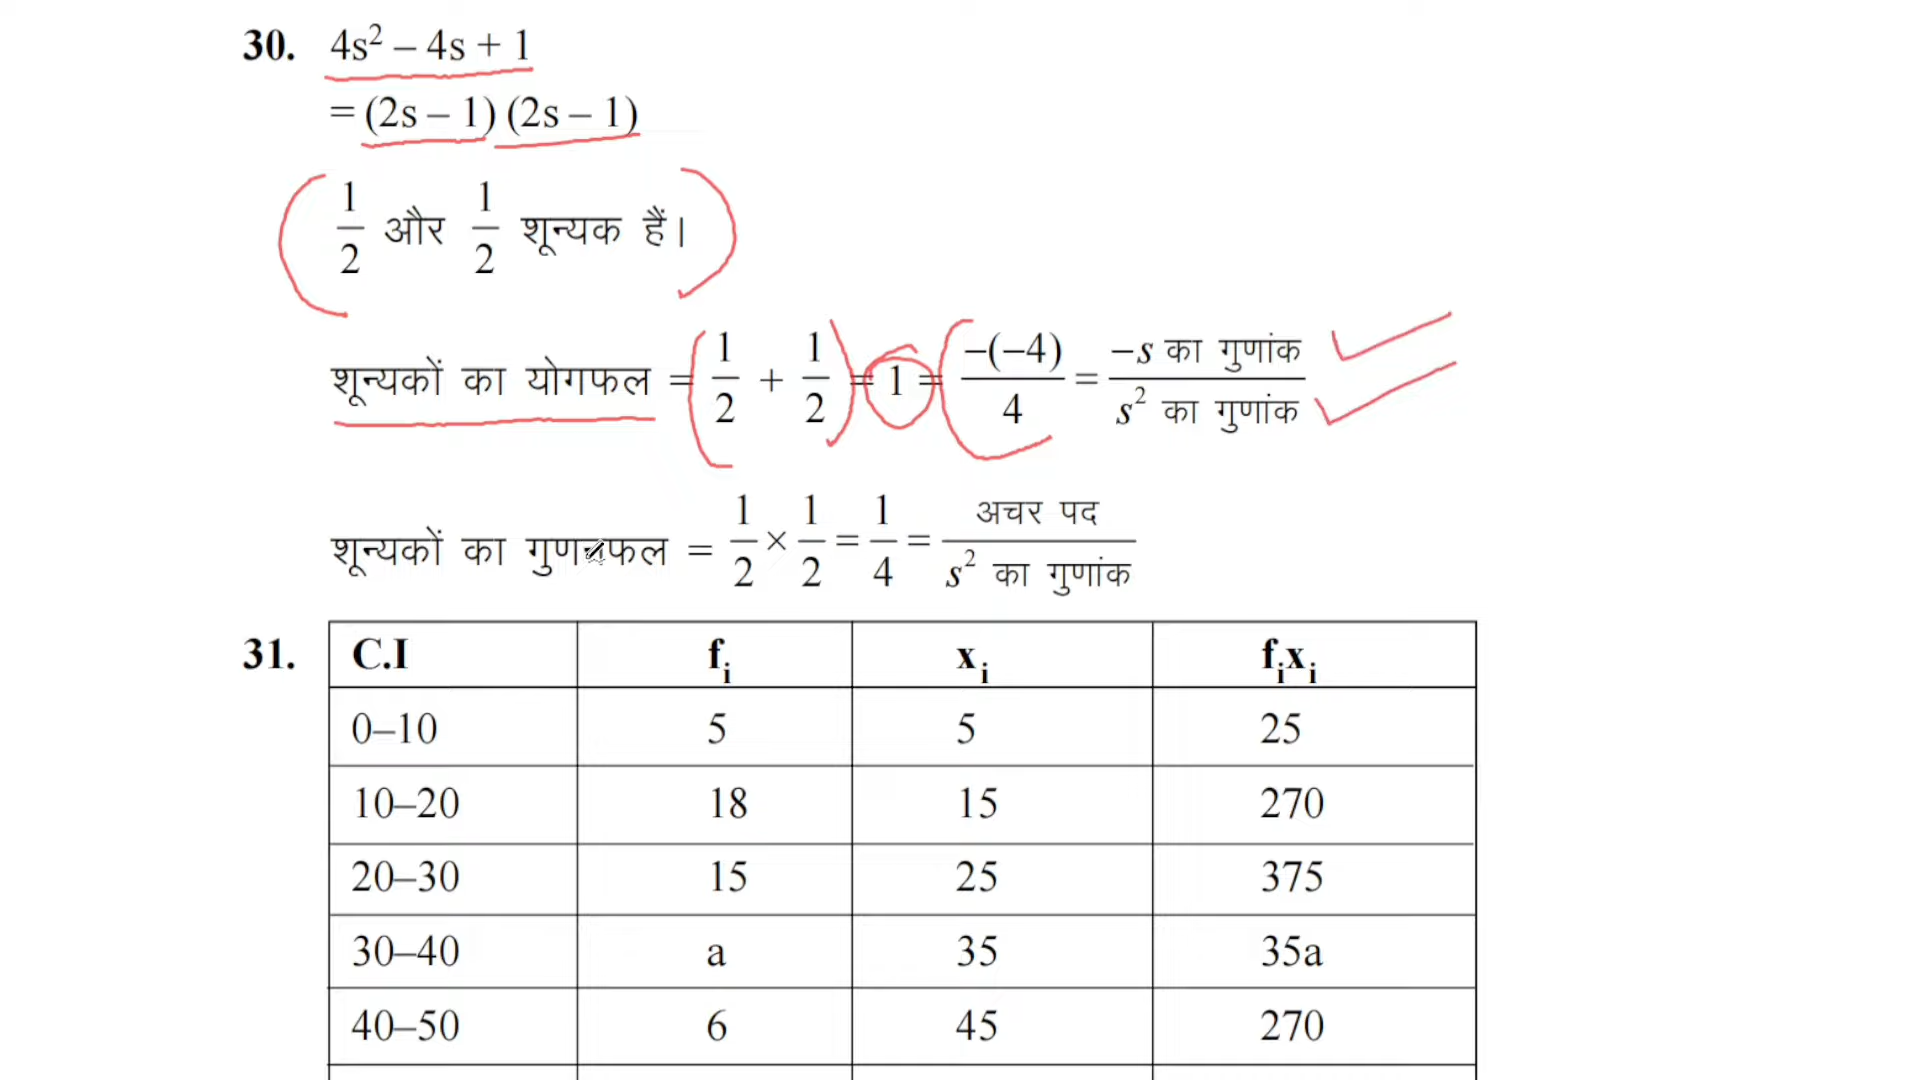 30. 4s² – 4s + 1
= (2s – 1) (2s – 1)
1/2 और 1/2 शून्यक हैं।
शून्यकों का योगफल = 1/2 + 1/2 = 1 = –(–4)/4 = –s का गुणांक/s² का गुणांक
शून्यकों का गुणनफल = 1/2 × 1/2 = 1/4 = अचर पद/s² का गुणांक
31. C.I fᵢ xᵢ fᵢxᵢ
0–10 5 5 25
10–20 18 15 270
20–30 15 25 375
30–40 a 35 35a
40–50 6 45 270